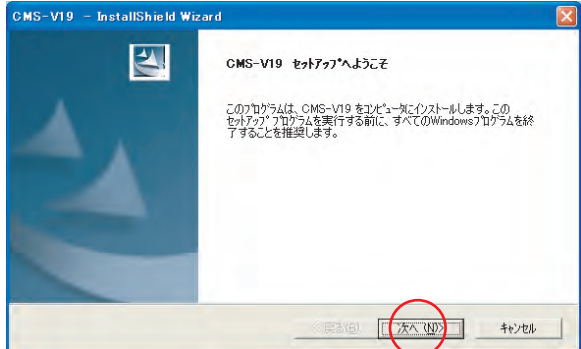 CMS-V19 - InstallShield Wizard
CMS-V19 ｾｯﾄｱｯﾌﾟへようこそ
このﾌﾟﾛｸﾞﾗﾑは、CMS-V19 をｺﾝﾋﾟｭｰﾀにｲﾝｽﾄｰﾙします。この
ｾｯﾄｱｯﾌﾟ ﾌﾟﾛｸﾞﾗﾑを実行する前に、すべてのWindowsﾌﾟﾛｸﾞﾗﾑを終
了することを推奨します。
<戻る(B) 次へ(N)> ｷｬﾝｾﾙ